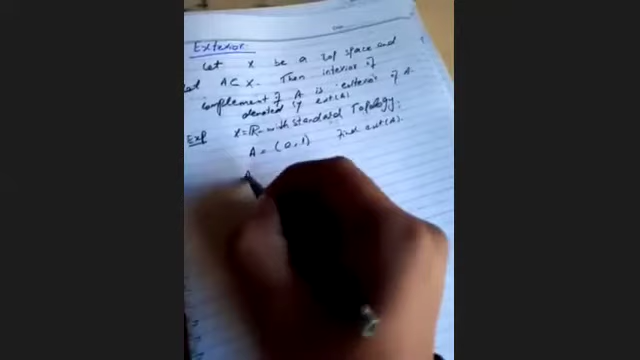 Exterior
Let X be a Top space and
let A ⊂ X. Then interior of
complement of A is exterior of A.
denoted by ext(A)
Exp X=R with standard Topology;
A = (0,1) Find ext(A).
A